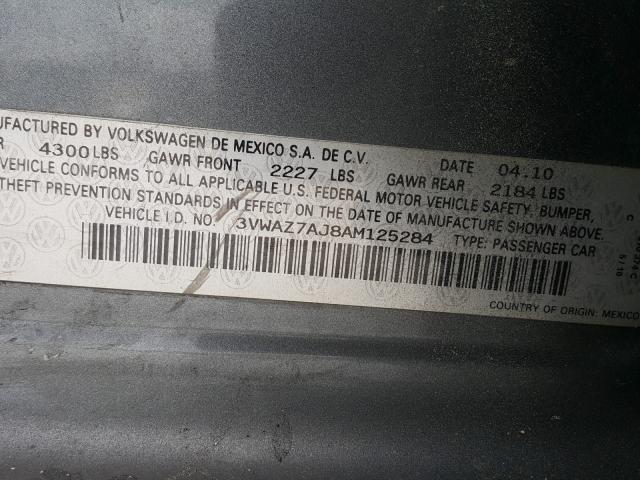 UFACTURED BY VOLKSWAGEN DE MEXICO S.A. DE C.V. DATE 04.10
R 4300 LBS GAWR FRONT 2227 LBS GAWR REAR 2184 LBS
VEHICLE CONFORMS TO ALL APPLICABLE U.S. FEDERAL MOTOR VEHICLE SAFETY, BUMPER,
THEFT PREVENTION STANDARDS IN EFFECT ON THE DATE OF MANUFACTURE SHOWN ABOVE.
VEHICLE I.D. NO. 3VWAZ7AJ8AM125284 TYPE: PASSENGER CAR
COUNTRY OF ORIGIN: MEXICO